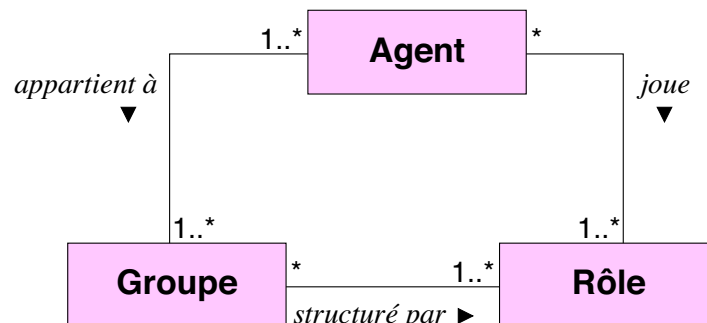 1..* Agent *
appartient à joue
▼ ▼
1..* 1..*
Groupe * 1..* Rôle
structuré par ►